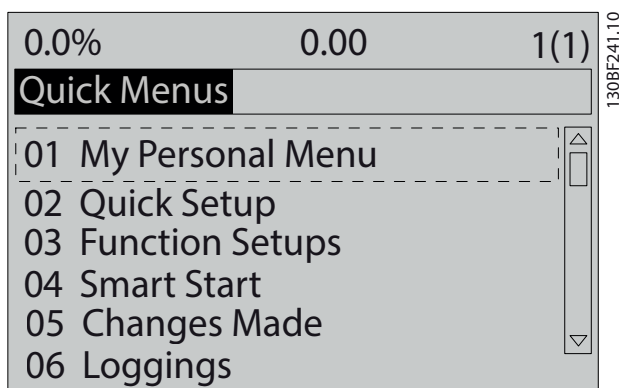 0.0% 0.00 1(1)
Quick Menus
01 My Personal Menu
02 Quick Setup
03 Function Setups
04 Smart Start
05 Changes Made
06 Loggings
130BF241.10